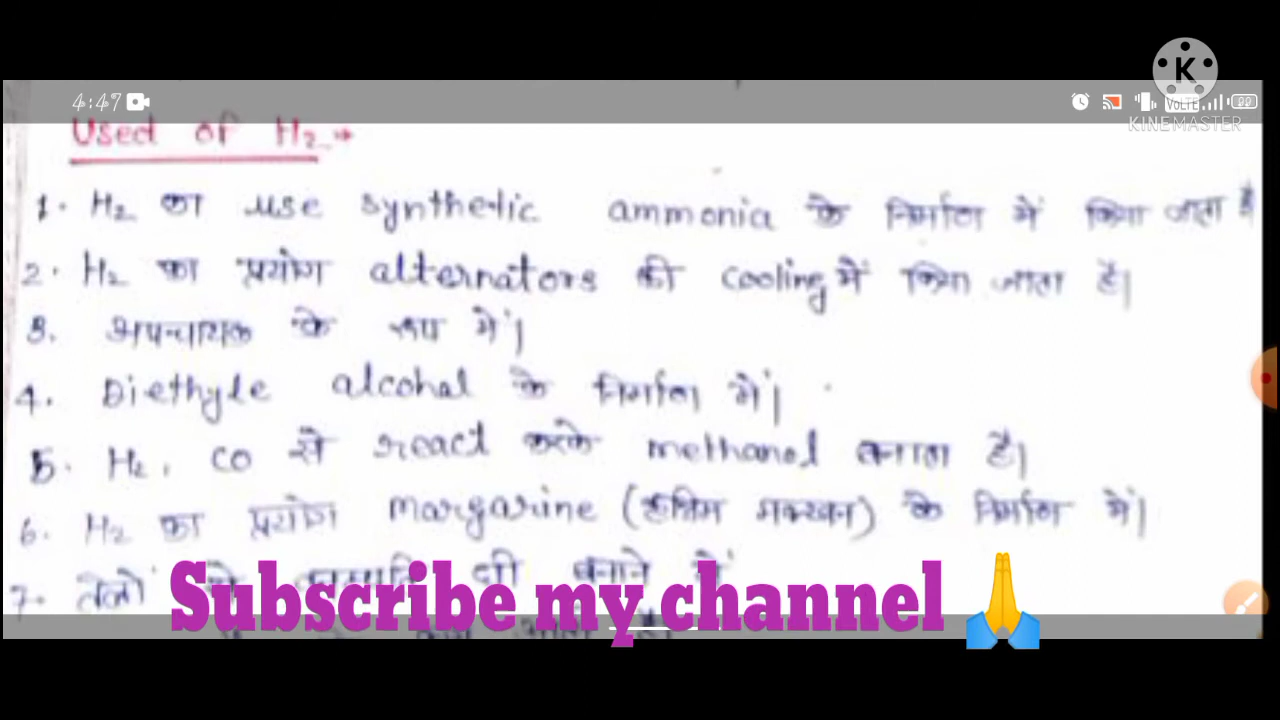 4:47
VoLTE
K
KINEMASTER
Used of H₂ →
1. H₂ का use synthetic ammonia के निर्माण में किया जाता है
2. H₂ का प्रयोग alternators की cooling में किया जाता है।
3. अपचायक के रूप में।
4. Diethyle alcohal के निर्माण में।
5. H₂, CO से react करके methanol बनाता है।
6. H₂ का प्रयोग margarine (कृत्रिम मक्खन) के निर्माण में।
7. तेलों घी बनाने में
Subscribe my channel 🙏